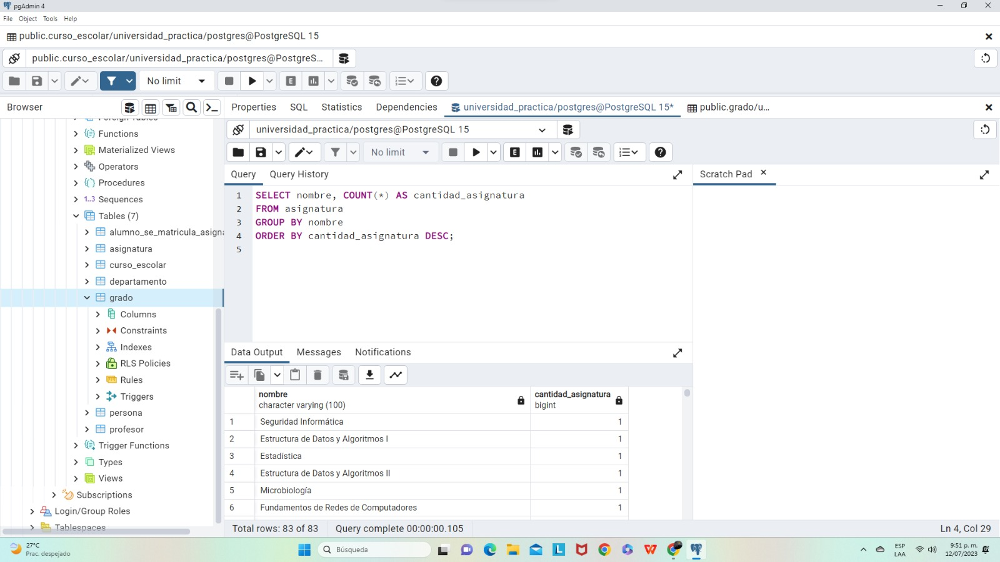 pgAdmin 4
File Object Tools Help
public.curso_escolar/universidad_practica/postgres@PostgreSQL 15
public.curso_escolar/universidad_practica/postgres@PostgreS...
No limit
Browser
Properties SQL Statistics Dependencies universidad_practica/postgres@PostgreSQL 15* public.grado/u...
Foreign Tables
Functions
Materialized Views
Operators
Procedures
1..3 Sequences
Tables (7)
alumno_se_matricula_asigna
asignatura
curso_escolar
departamento
grado
Columns
Constraints
Indexes
RLS Policies
Rules
Triggers
persona
profesor
Trigger Functions
Types
Views
Subscriptions
Login/Group Roles
Tablespaces
universidad_practica/postgres@PostgreSQL 15
No limit
Query Query History
Scratch Pad
1 SELECT nombre, COUNT(*) AS cantidad_asignatura
2 FROM asignatura
3 GROUP BY nombre
4 ORDER BY cantidad_asignatura DESC;
5
Data Output Messages Notifications
nombre cantidad_asignatura
character varying (100) bigint
1 Seguridad Informática 1
2 Estructura de Datos y Algoritmos I 1
3 Estadística 1
4 Estructura de Datos y Algoritmos II 1
5 Microbiología 1
6 Fundamentos de Redes de Computadores 1
Total rows: 83 of 83 Query complete 00:00:00.105 Ln 4, Col 29
27°C
Prac. despejado
Búsqueda
ESP
LAA
9:51 p. m.
12/07/2023